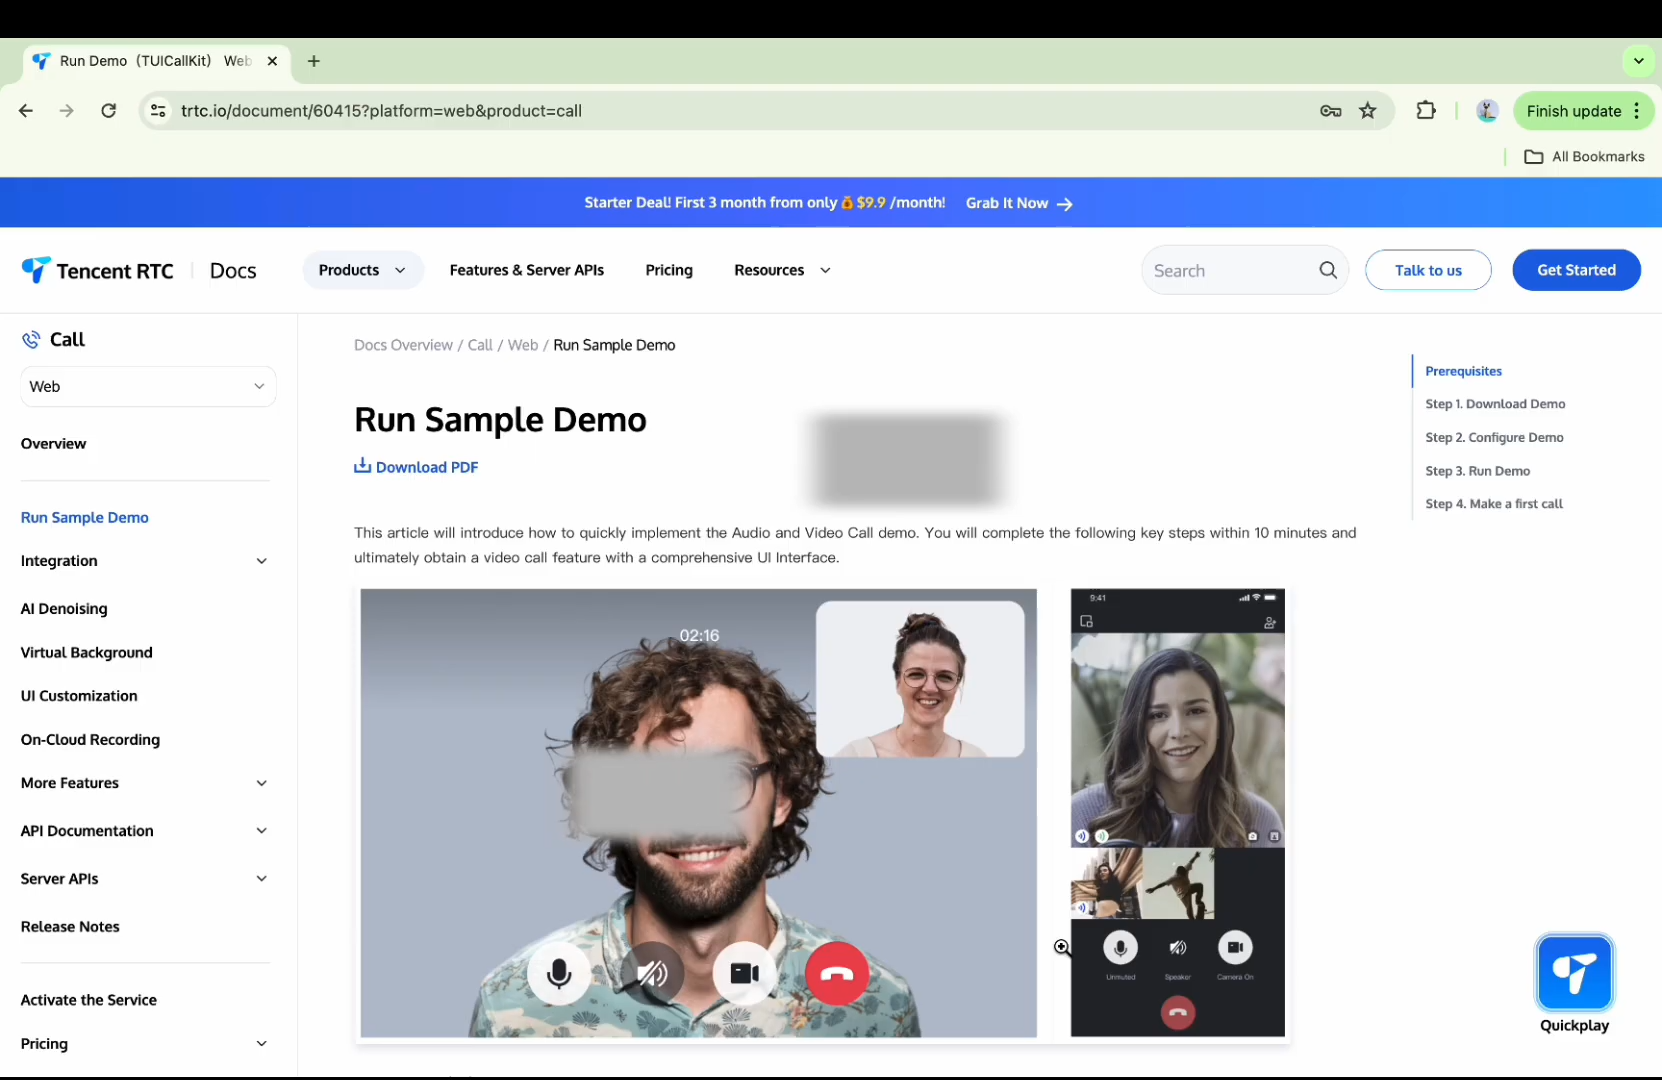 Run Demo (TUICallKit) Web
trtc.io/document/60415?platform=web&product=call
Finish update
All Bookmarks
Starter Deal! First 3 month from only💰$9.9 /month! Grab It Now →
Tencent RTC
Docs
Products
Features & Server APIs
Pricing
Resources
Search
Talk to us
Get Started
Call
Web
Overview
Run Sample Demo
Integration
AI Denoising
Virtual Background
UI Customization
On-Cloud Recording
More Features
API Documentation
Server APIs
Release Notes
Activate the Service
Pricing
Docs Overview / Call / Web / Run Sample Demo
Run Sample Demo
Download PDF
This article will introduce how to quickly implement the Audio and Video Call demo. You will complete the following key steps within 10 minutes and
ultimately obtain a video call feature with a comprehensive UI Interface.
02:16
9:41
Unmuted
Speaker
Camera On
Prerequisites
Step 1. Download Demo
Step 2. Configure Demo
Step 3. Run Demo
Step 4. Make a first call
Quickplay